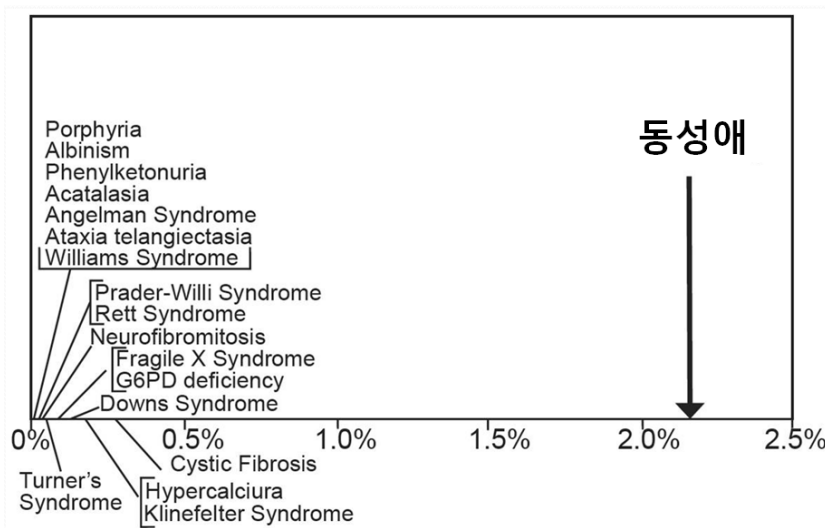 동성애
Porphyria
Albinism
Phenylketonuria
Acatalasia
Angelman Syndrome
Ataxia telangiectasia
Williams Syndrome
Prader-Willi Syndrome
Rett Syndrome
Neurofibromitosis
Fragile X Syndrome
G6PD deficiency
Downs Syndrome
0%
0.5%
1.0%
1.5%
2.0%
2.5%
Cystic Fibrosis
Turner's
Syndrome
Hypercalciura
Klinefelter Syndrome